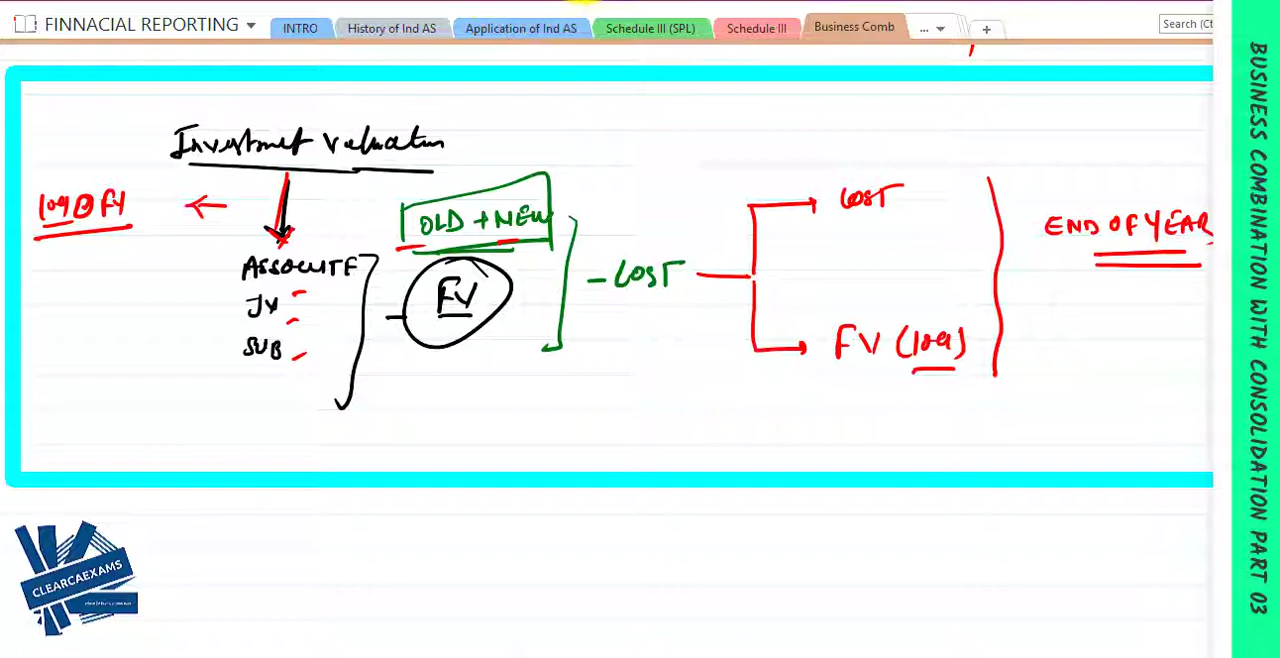 FINNACIAL REPORTING
INTRO
History of Ind AS
Application of Ind AS
Schedule III (SPL)
Schedule III
Business Comb
...
Search (Ct
Investment Valuation
109 @ FV
ASSOCIATE
JV
SUB
OLD + NEW
FV
- COST
COST
FV (109)
END OF YEAR
CLEARCAEXAMS
BUSINESS COMBINATION WITH CONSOLIDATION PART 03